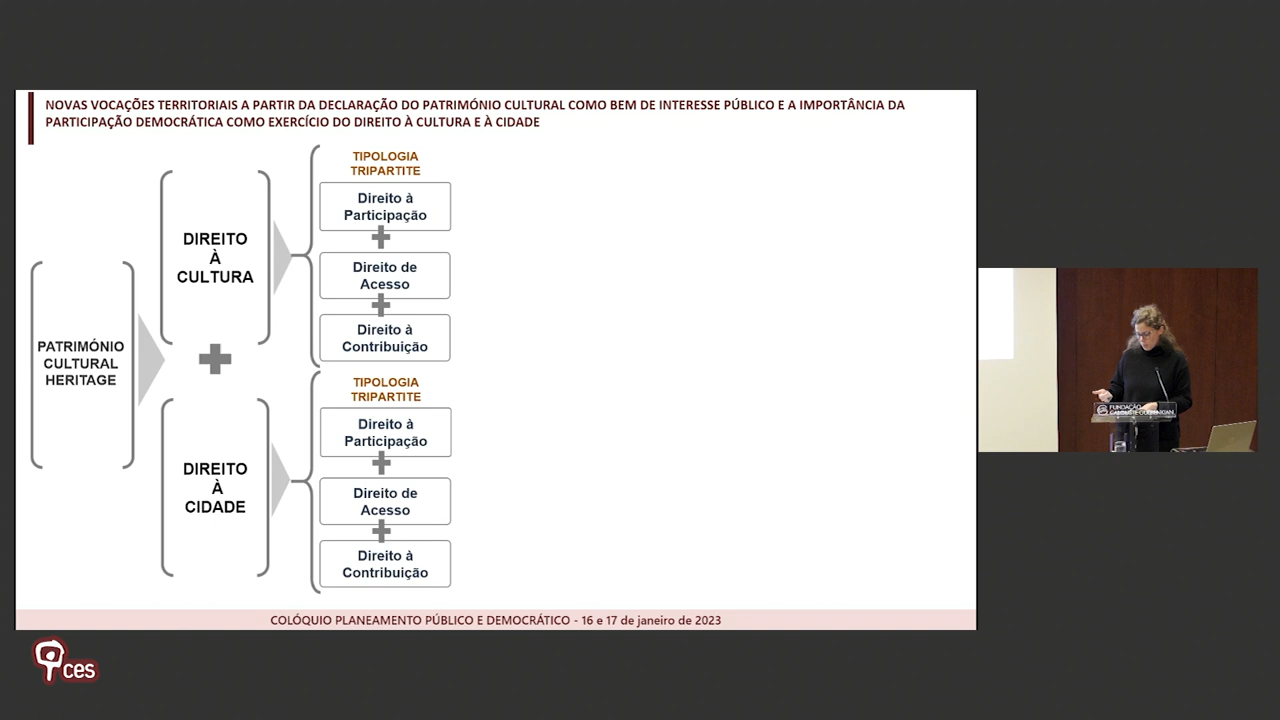 NOVAS VOCAÇÕES TERRITORIAIS A PARTIR DA DECLARAÇÃO DO PATRIMÓNIO CULTURAL COMO BEM DE INTERESSE PÚBLICO E A IMPORTÂNCIA DA
PARTICIPAÇÃO DEMOCRÁTICA COMO EXERCÍCIO DO DIREITO À CULTURA E À CIDADE
PATRIMÓNIO
CULTURAL
HERITAGE
DIREITO
À
CULTURA
TIPOLOGIA
TRIPARTITE
Direito à
Participação
Direito de
Acesso
Direito à
Contribuição
DIREITO
À
CIDADE
TIPOLOGIA
TRIPARTITE
Direito à
Participação
Direito de
Acesso
Direito à
Contribuição
COLÓQUIO PLANEAMENTO PÚBLICO E DEMOCRÁTICO - 16 e 17 de janeiro de 2023
FUNDAÇÃO
CALOUSTE GULBENKIAN
ces